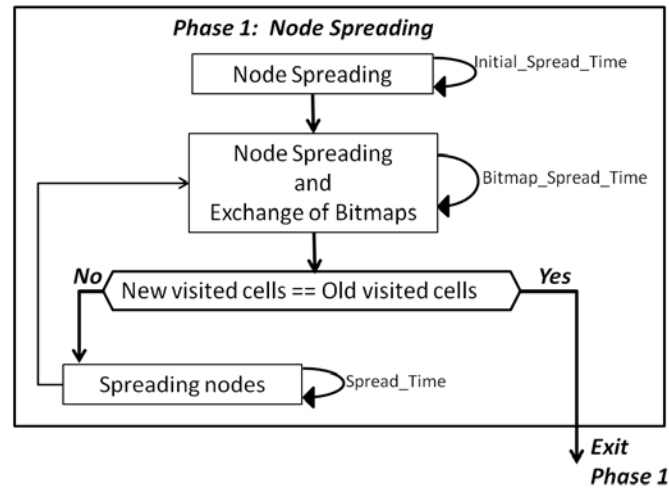 Phase 1: Node Spreading
Node Spreading
Initial_Spread_Time
Node Spreading
and
Exchange of Bitmaps
Bitmap_Spread_Time
No
New visited cells == Old visited cells
Yes
Spreading nodes
Spread_Time
Exit
Phase 1